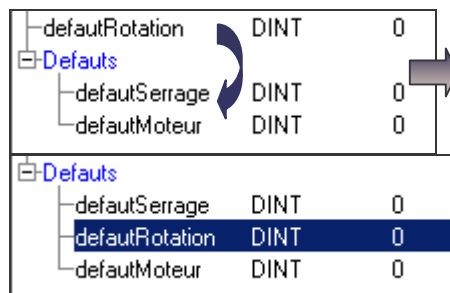 defautRotation DINT 0
Defauts
defautSerrage DINT 0
defautMoteur DINT 0
Defauts
defautSerrage DINT 0
defautRotation DINT 0
defautMoteur DINT 0